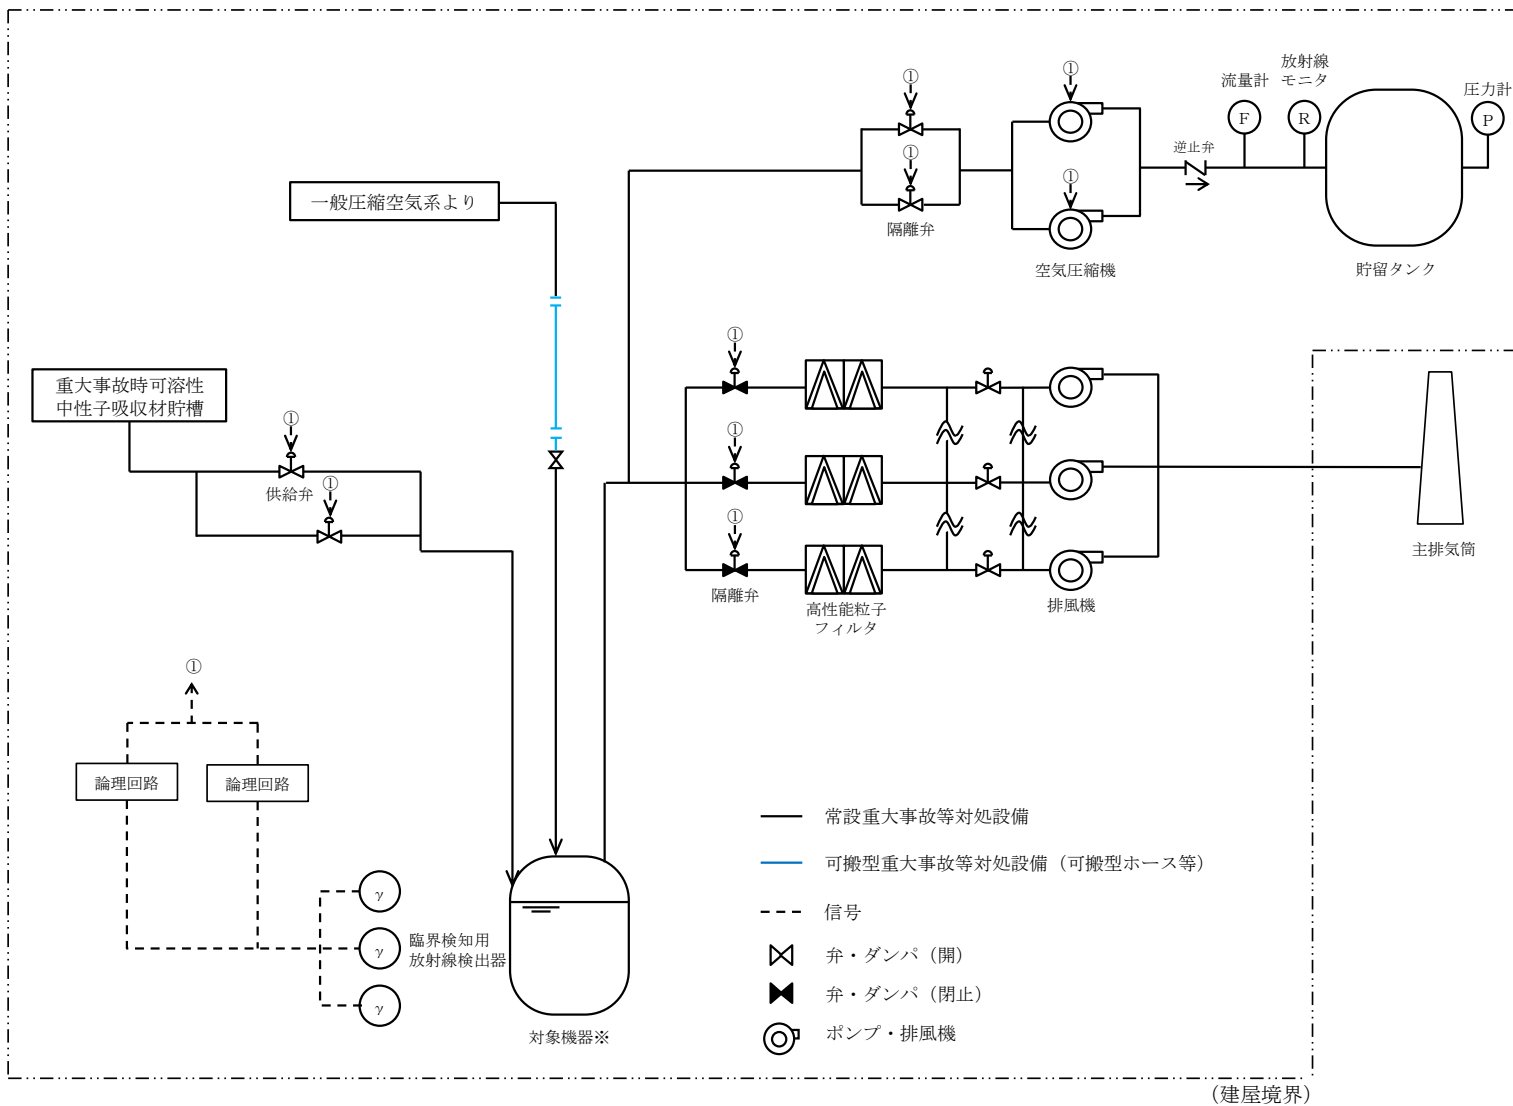 放射線
モニタ
流量計
圧力計
①
①
F
R
P
逆止弁
①
①
一般圧縮空気系より
隔離弁
空気圧縮機
貯留タンク
①
重大事故時可溶性
中性子吸収材貯槽
①
①
供給弁
①
①
主排気筒
隔離弁
高性能粒子
フィルタ
排風機
①
論理回路
論理回路
γ
γ
γ
臨界検知用
放射線検出器
対象機器※
常設重大事故等対処設備
可搬型重大事故等対処設備（可搬型ホース等）
信号
弁・ダンパ（開）
弁・ダンパ（閉止）
ポンプ・排風機
（建屋境界）